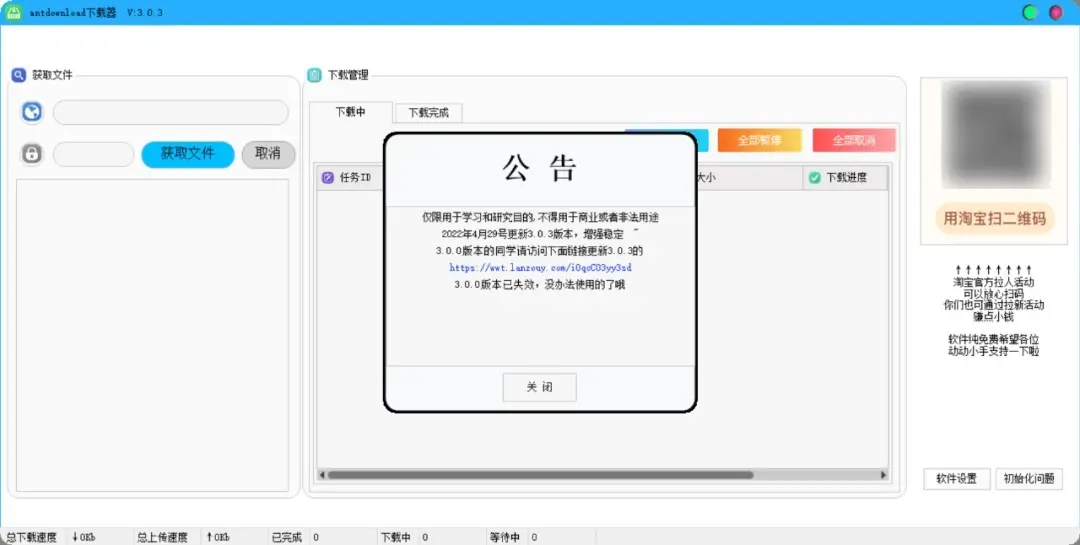 antdownload下载器 V:3.0.3
获取文件
获取文件
取消
下载管理
下载中
下载完成
全部暂停
全部取消
任务ID
大小
下载进度
公 告
仅限用于学习和研究目的,不得用于商业或者非法用途
2022年4月29号更新3.0.3版本，增强稳定 ~
3.0.0版本的同学请访问下面链接更新3.0.3的
https://wwt.lanzouy.com/i0qcC03yy3sd
3.0.0版本已失效，没办法使用的了哦
关 闭
用淘宝扫二维码
↑↑↑↑↑↑↑↑
淘宝官方拉人活动
可以放心扫码
你们也可通过拉新活动
赚点小钱
软件纯免费希望各位
动动小手支持一下啦
软件设置
初始化问题
总下载速度 ↓0Kb 总上传速度 ↑0Kb 已完成 0 下载中 0 等待中 0